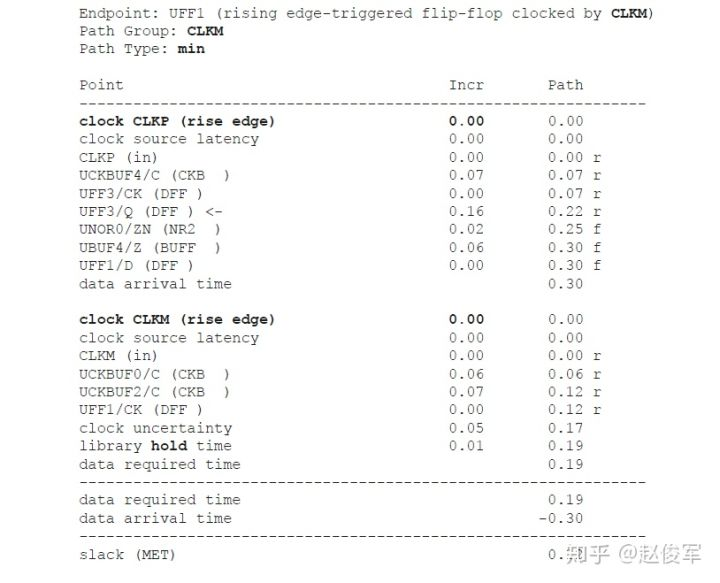 Endpoint: UFF1 (rising edge-triggered flip-flop clocked by CLKM)
Path Group: CLKM
Path Type: min
Point Incr Path
clock CLKP (rise edge) 0.00 0.00
clock source latency 0.00 0.00
CLKP (in) 0.00 0.00 r
UCKBUF4/C (CKB ) 0.07 0.07 r
UFF3/CK (DFF ) 0.00 0.07 r
UFF3/Q (DFF ) <- 0.16 0.22 r
UNOR0/ZN (NR2 ) 0.02 0.25 f
UBUF4/Z (BUFF ) 0.06 0.30 f
UFF1/D (DFF ) 0.00 0.30 f
data arrival time 0.30
clock CLKM (rise edge) 0.00 0.00
clock source latency 0.00 0.00
CLKM (in) 0.00 0.00 r
UCKBUF0/C (CKB ) 0.06 0.06 r
UCKBUF2/C (CKB ) 0.07 0.12 r
UFF1/CK (DFF ) 0.00 0.12 r
clock uncertainty 0.05 0.17
library hold time 0.01 0.19
data required time 0.19
data required time 0.19
data arrival time -0.30
slack (MET)
知乎 @赵俊军